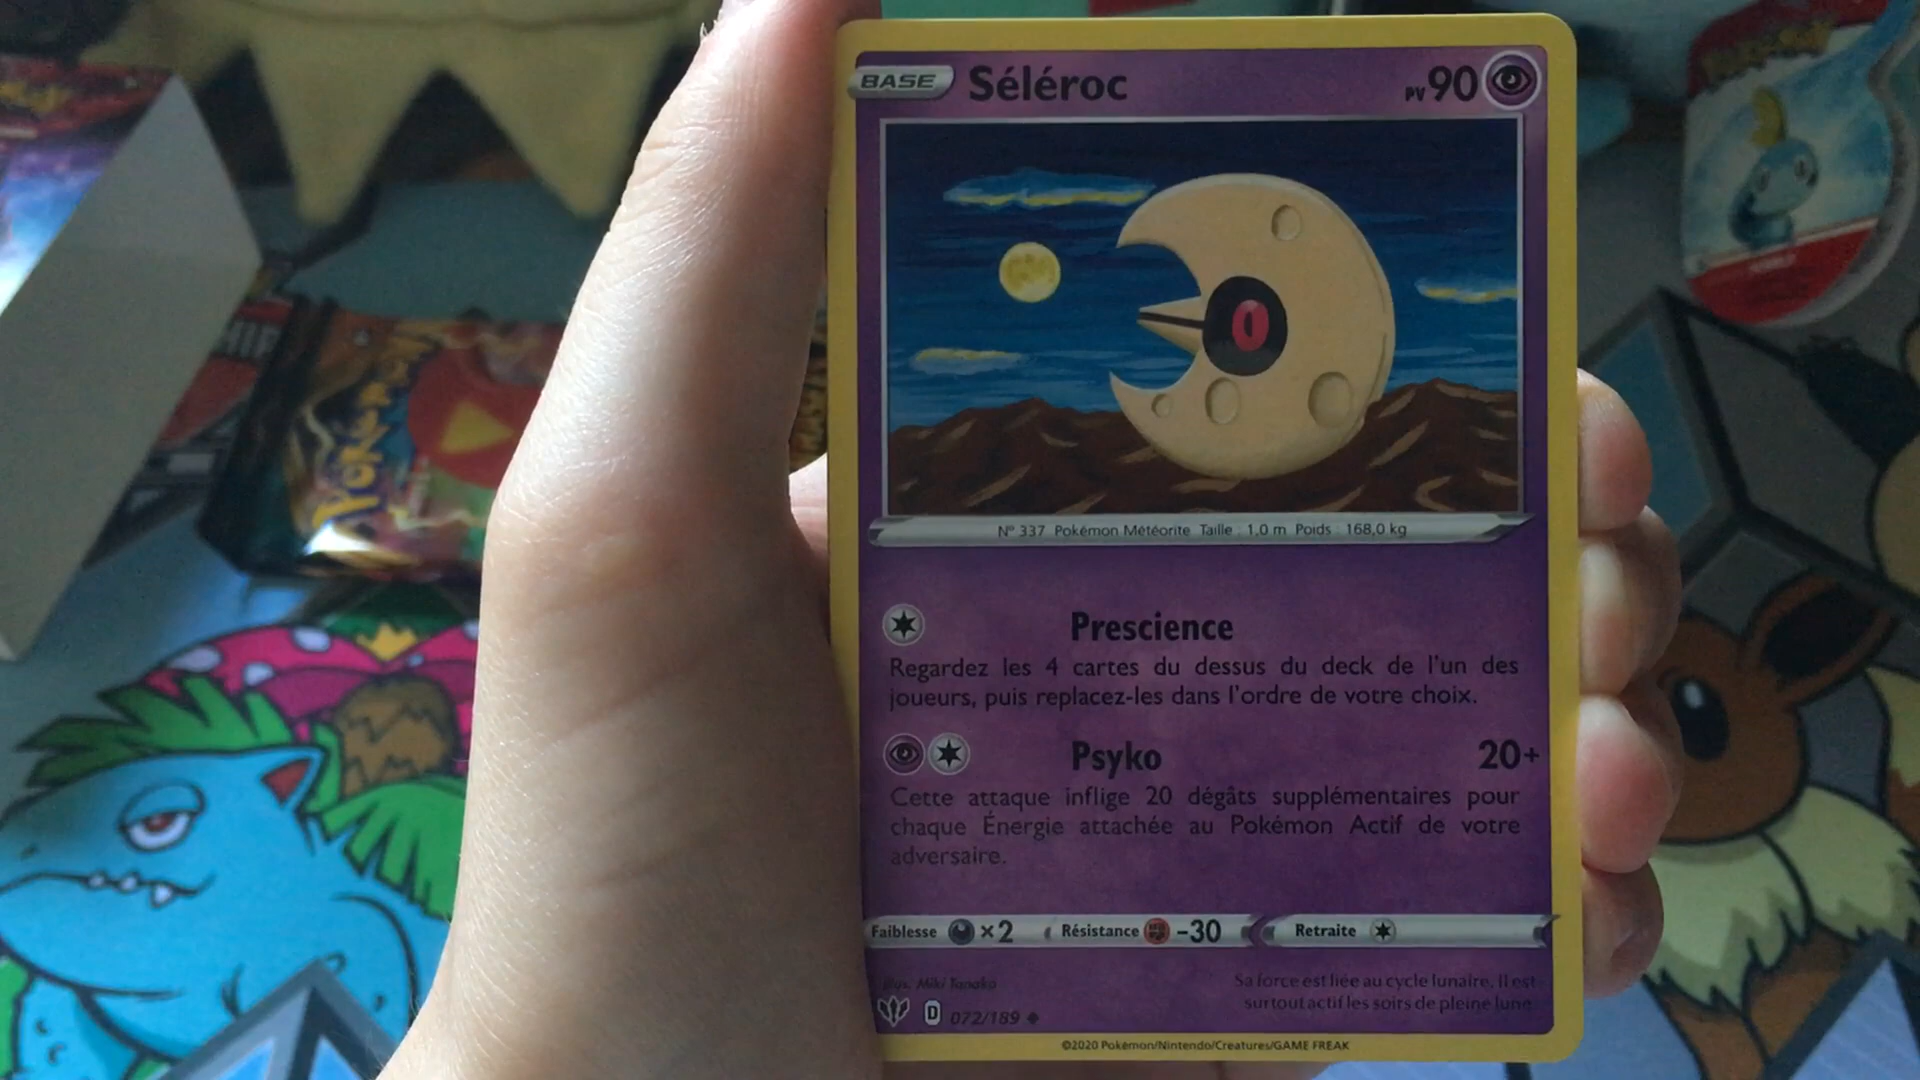 BASE Séléroc PV 90
N° 337 Pokémon Météorite Taille : 1,0 m Poids : 168,0 kg
Prescience
Regardez les 4 cartes du dessus du deck de l'un des
joueurs, puis replacez-les dans l'ordre de votre choix.
Psyko 20+
Cette attaque inflige 20 dégâts supplémentaires pour
chaque Énergie attachée au Pokémon Actif de votre
adversaire.
Faiblesse ×2 Résistance -30 Retraite
Illus. Miki Tanaka
Sa force est liée au cycle lunaire. Il est
surtout actif les soirs de pleine lune.
D 072/189
©2020 Pokémon/Nintendo/Creatures/GAME FREAK